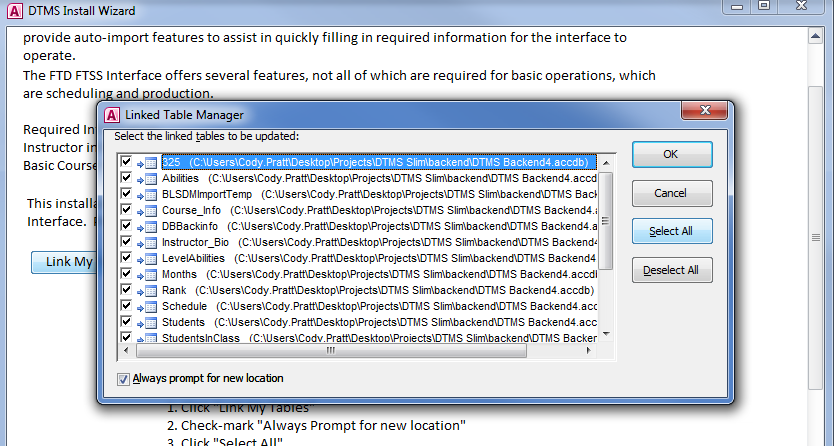 DTMS Install Wizard
provide auto-import features to assist in quickly filling in required information for the interface to
operate.
The FTD FTSS Interface offers several features, not all of which are required for basic operations, which
are scheduling and production.
Linked Table Manager
Select the linked tables to be updated:
Required In
Instructor in
Basic Course
This installa
Interface.
Link My
325 (C:\Users\Cody.Pratt\Desktop\Projects\DTMS Slim\backend\DTMS Backend4.accdb)
Abilities (C:\Users\Cody.Pratt\Desktop\Projects\DTMS Slim\backend\DTMS Backend4.accd
BLSDMImportTemp (C:\Users\Cody.Pratt\Desktop\Projects\DTMS Slim\backend\DTMS
Course_Info (C:\Users\Cody.Pratt\Desktop\Projects\DTMS Slim\backend\DTMS Backend4.a
DBBackinfo (C:\Users\Cody.Pratt\Desktop\Projects\DTMS Slim\backend\DTMS Backend4.a
Instructor_Bio (C:\Users\Cody.Pratt\Desktop\Projects\DTMS Slim\backend\DTMS Backend4
LevelAbilities (C:\Users\Cody.Pratt\Desktop\Projects\DTMS Slim\backend\DTMS Backend4.
Months (C:\Users\Cody.Pratt\Desktop\Projects\DTMS Slim\backend\DTMS Backend4.accdb
Rank (C:\Users\Cody.Pratt\Desktop\Projects\DTMS Slim\backend\DTMS Backend4.accdb)
Schedule (C:\Users\Cody.Pratt\Desktop\Projects\DTMS Slim\backend\DTMS Backend4.acc
Students (C:\Users\Cody.Pratt\Desktop\Projects\DTMS Slim\backend\DTMS Backend4.acc
StudentsInClass (C:\Users\Cody.Pratt\Desktop\Projects\DTMS Slim\backend\DTMS Backen
OK
Cancel
Select All
Deselect All
Always prompt for new location
1. Click "Link My Tables"
2. Check-mark "Always Prompt for new location"
3. Click "Select All"